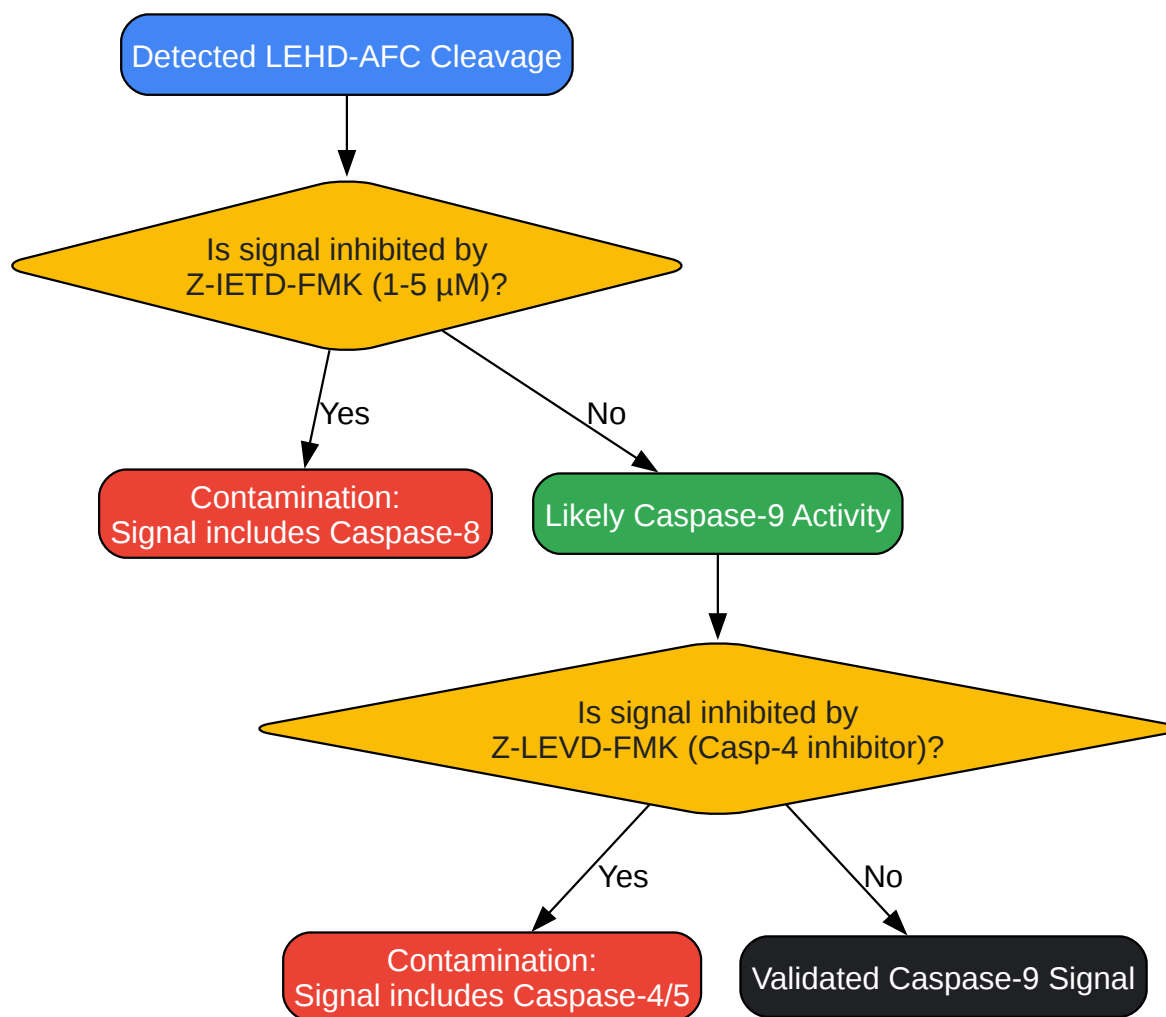 Detected LEHD-AFC Cleavage
Is signal inhibited by
Z-IETD-FMK (1-5 µM)?
Yes
No
Contamination:
Signal includes Caspase-8
Likely Caspase-9 Activity
Is signal inhibited by
Z-LEVD-FMK (Casp-4 inhibitor)?
Yes
No
Contamination:
Signal includes Caspase-4/5
Validated Caspase-9 Signal